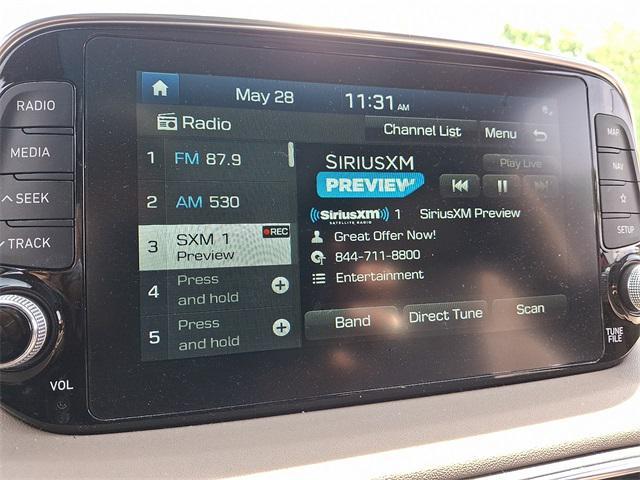 May 28
11:31 AM
Radio
Channel List
Menu
1 FM 87.9
2 AM 530
3 SXM 1
REC
Preview
4 Press
and hold
5 Press
and hold
SIRIUSXM
PREVIEW
Play Live
SiriusXM
SATELLITE RADIO
1 SiriusXM Preview
Great Offer Now!
844-711-8800
Entertainment
Band
Direct Tune
Scan
RADIO
MEDIA
SEEK
TRACK
VOL
MAP
NAV
SETUP
TUNE
FILE